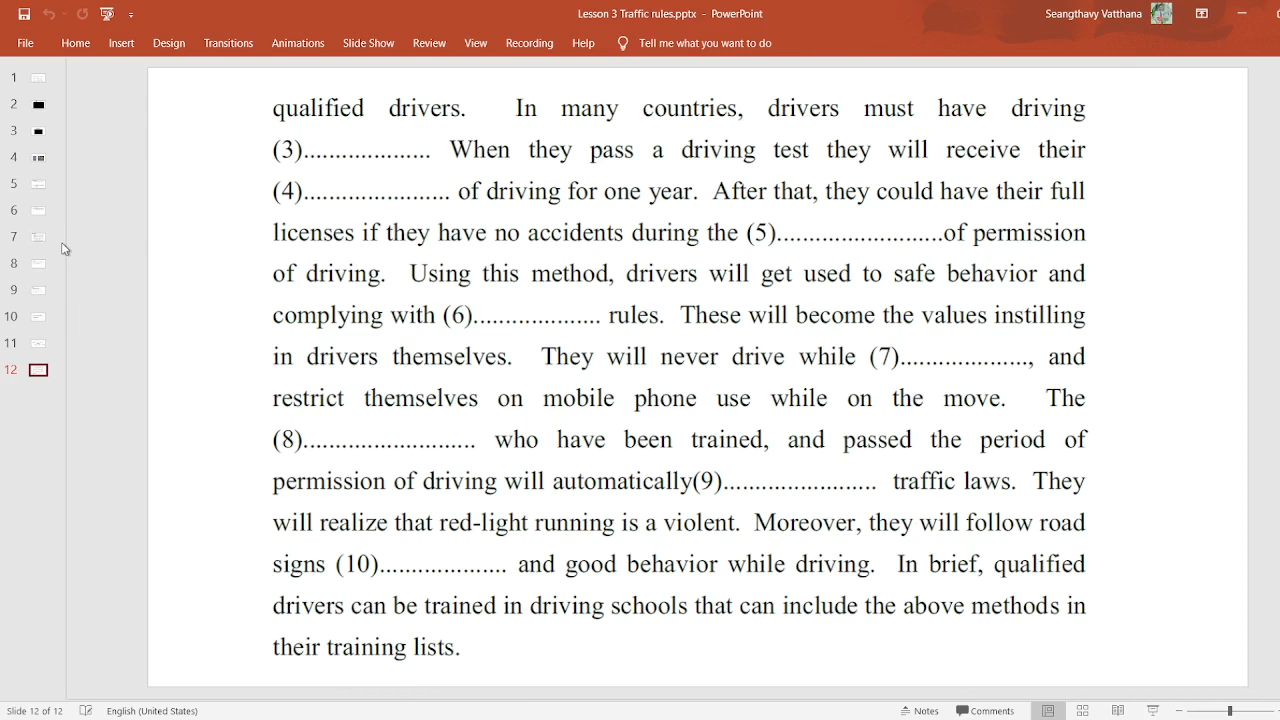 Lesson 3 Traffic rules.pptx - PowerPoint
Seangthavy Vatthana
File Home Insert Design Transitions Animations Slide Show Review View Recording Help Tell me what you want to do
1
2
3
4
5
6
7
8
9
10
11
12
qualified drivers. In many countries, drivers must have driving
(3).................... When they pass a driving test they will receive their
(4)....................... of driving for one year. After that, they could have their full
licenses if they have no accidents during the (5)..........................of permission
of driving. Using this method, drivers will get used to safe behavior and
complying with (6).................... rules. These will become the values instilling
in drivers themselves. They will never drive while (7)...................., and
restrict themselves on mobile phone use while on the move. The
(8)........................... who have been trained, and passed the period of
permission of driving will automatically(9)........................ traffic laws. They
will realize that red-light running is a violent. Moreover, they will follow road
signs (10).................... and good behavior while driving. In brief, qualified
drivers can be trained in driving schools that can include the above methods in
their training lists.
Slide 12 of 12 English (United States) Notes Comments